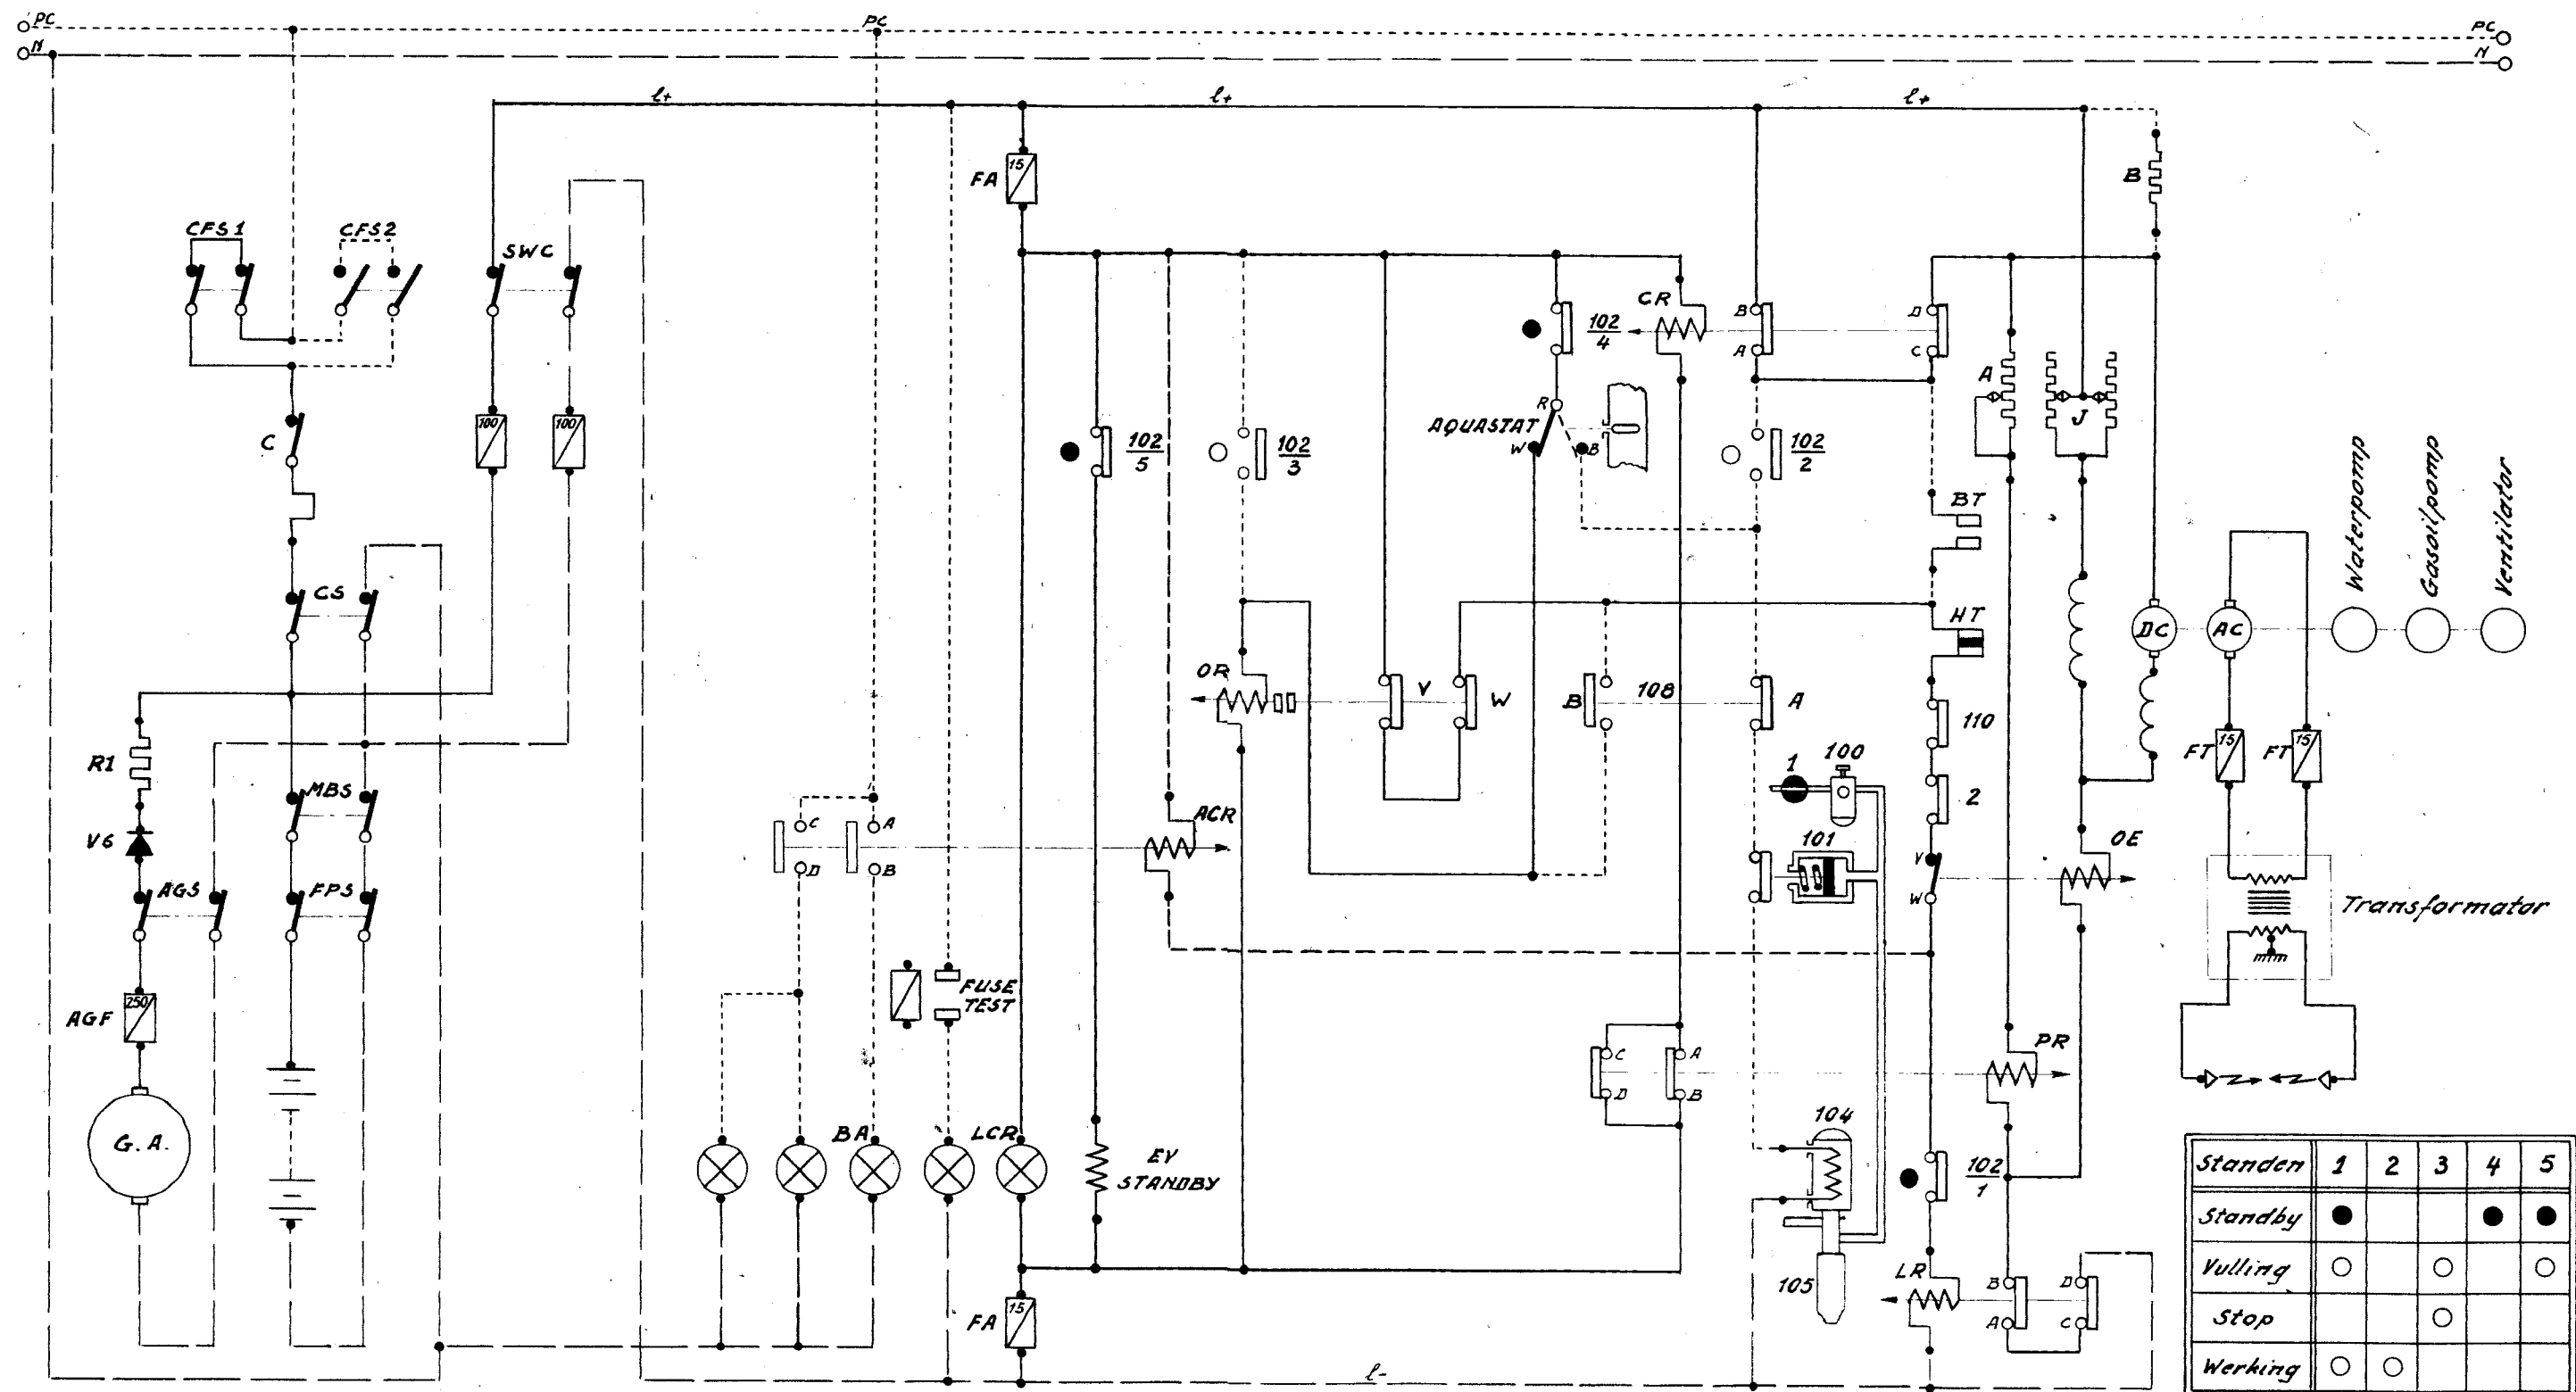 PC
PC
PC
N
N
l+
l+
l+
FA
15
B
CFS1
CFS2
SWC
CR
102
4
B
A
D
C
A
J
R
AQUASTAT
W
B
C
100
100
102
5
102
3
102
2
BT
Waterpomp
Gasoilpomp
Ventilator
CS
HT
DC
AC
OR
V
W
B
108
A
110
R1
MBS
1
100
2
FT
15
FT
15
V6
C
A
ACR
101
V
OE
D
B
W
AGS
FPS
Transformator
FUSE
TEST
250
AGF
C
A
PR
D
B
G.A.
BA
LCR
EV
STANDBY
104
102
1
105
LR
B
A
D
C
FA
15
l-
Standen 1 2 3 4 5
Standby ● ● ●
Vulling ○ ○ ○
Stop ○
Werking ○ ○